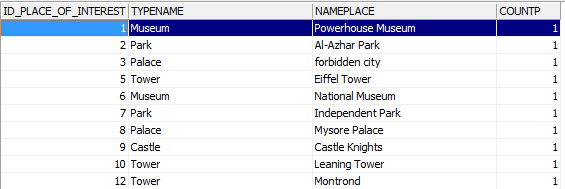 ID_PLACE_OF_INTEREST TYPENAME NAMEPLACE COUNTP
1 Museum Powerhouse Museum 1
2 Park Al-Azhar Park 1
3 Palace forbidden city 1
5 Tower Eiffel Tower 1
6 Museum National Museum 1
7 Park Independent Park 1
8 Palace Mysore Palace 1
9 Castle Castle Knights 1
10 Tower Leaning Tower 1
12 Tower Montrond 1